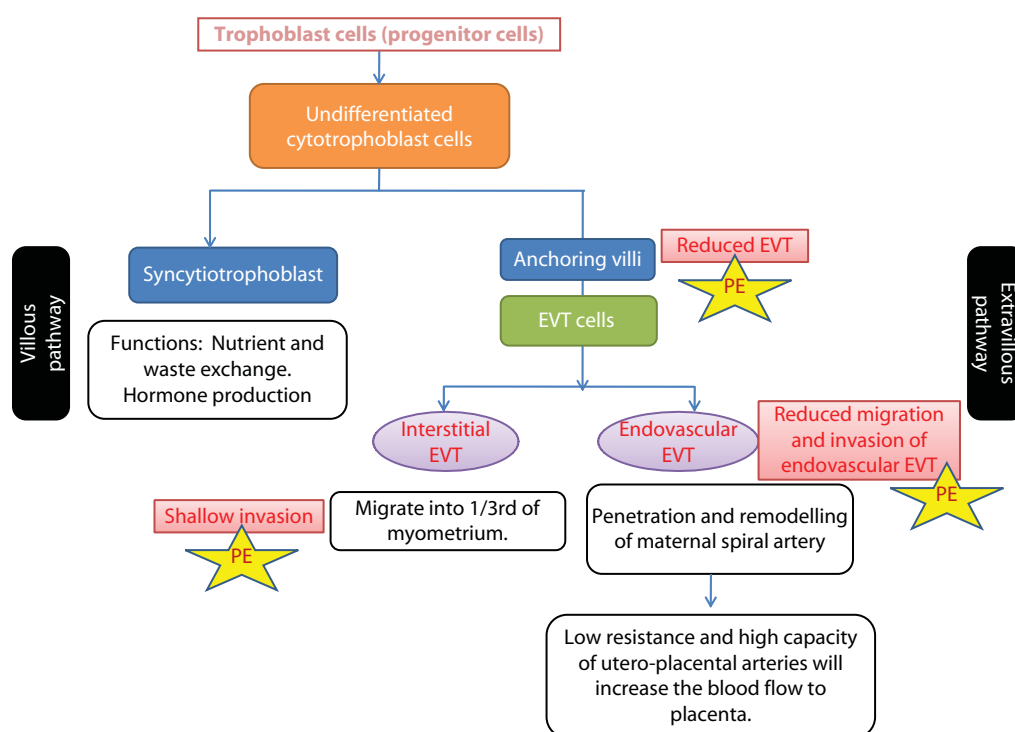 Trophoblast cells (progenitor cells)
Undifferentiated
cytotrophoblast cells
Villous
pathway
Syncytiotrophoblast
Functions: Nutrient and
waste exchange.
Hormone production
Anchoring villi
Reduced EVT
PE
EVT cells
Extravillous
pathway
Interstitial
EVT
Endovascular
EVT
Reduced migration
and invasion of
endovascular EVT
PE
Shallow invasion
PE
Migrate into 1/3rd of
myometrium.
Penetration and remodelling
of maternal spiral artery
Low resistance and high capacity
of utero-placental arteries will
increase the blood flow to
placenta.